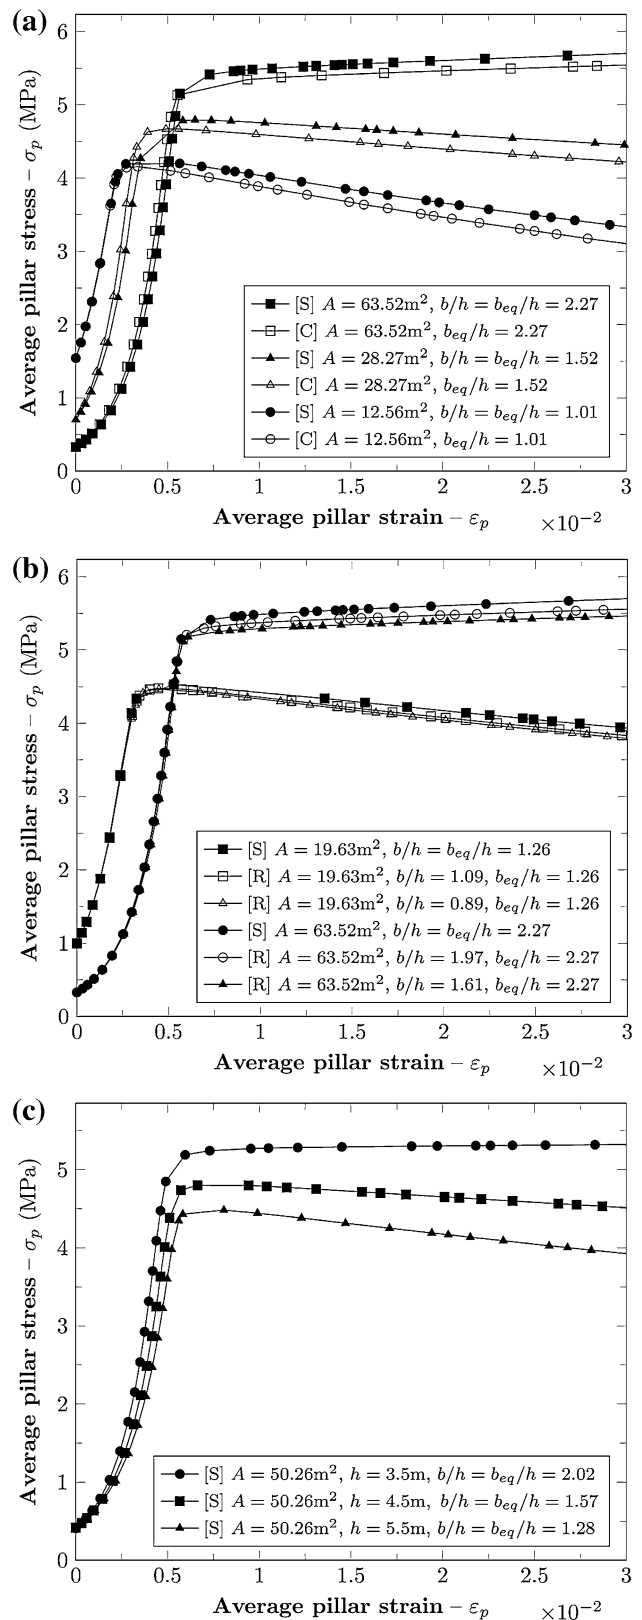 (a)
6
5
4
3
2
1
0
Average pillar stress – σp (MPa)
[S] A = 63.52m², b/h = beq/h = 2.27
[C] A = 63.52m², beq/h = 2.27
[S] A = 28.27m², b/h = beq/h = 1.52
[C] A = 28.27m², beq/h = 1.52
[S] A = 12.56m², b/h = beq/h = 1.01
[C] A = 12.56m², beq/h = 1.01
0 0.5 1 1.5 2 2.5 3
Average pillar strain – εp ×10⁻²
(b)
6
5
4
3
2
1
0
Average pillar stress – σp (MPa)
[S] A = 19.63m², b/h = beq/h = 1.26
[R] A = 19.63m², b/h = 1.09, beq/h = 1.26
[R] A = 19.63m², b/h = 0.89, beq/h = 1.26
[S] A = 63.52m², b/h = beq/h = 2.27
[R] A = 63.52m², b/h = 1.97, beq/h = 2.27
[R] A = 63.52m², b/h = 1.61, beq/h = 2.27
0 0.5 1 1.5 2 2.5 3
Average pillar strain – εp ×10⁻²
(c)
5
4
3
2
1
0
Average pillar stress – σp (MPa)
[S] A = 50.26m², h = 3.5m, b/h = beq/h = 2.02
[S] A = 50.26m², h = 4.5m, b/h = beq/h = 1.57
[S] A = 50.26m², h = 5.5m, b/h = beq/h = 1.28
0 0.5 1 1.5 2 2.5 3
Average pillar strain – εp ×10⁻²